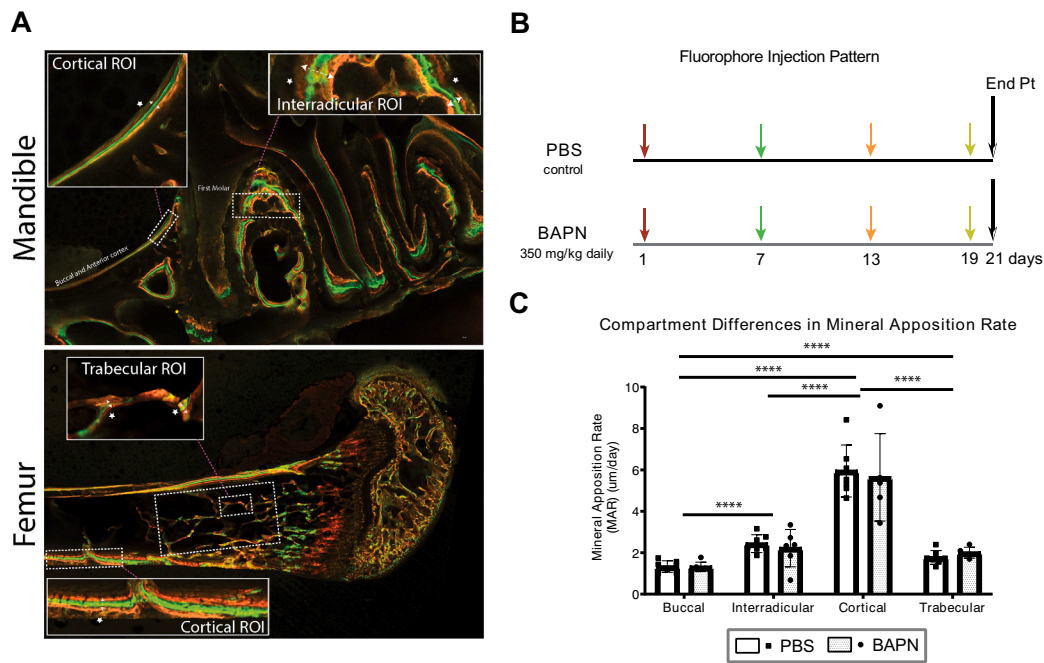 A
Mandible
Cortical ROI
Interradicular ROI
First Molar
Buccal and Anterior cortex
Femur
Trabecular ROI
Cortical ROI
B
Fluorophore Injection Pattern
End Pt
PBS
control
BAPN
350 mg/kg daily
1 7 13 19 21 days
C
Compartment Differences in Mineral Apposition Rate
****
****
****
****
****
Mineral Apposition Rate
(MAR) (um/day)
10
8
6
4
2
0
Buccal Interradicular Cortical Trabecular
PBS BAPN